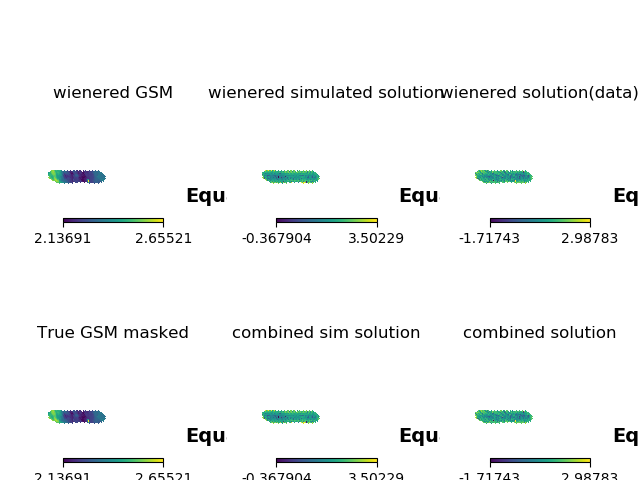 wienered GSM wienered simulated solution wienered solution(data)
Equ Equ Eq
2.13691 2.65521 -0.367904 3.50229 -1.71743 2.98783
True GSM masked combined sim solution combined solution
Equ Equ Eq
2.13691 2.65521 -0.367904 3.50229 -1.71743 2.98783